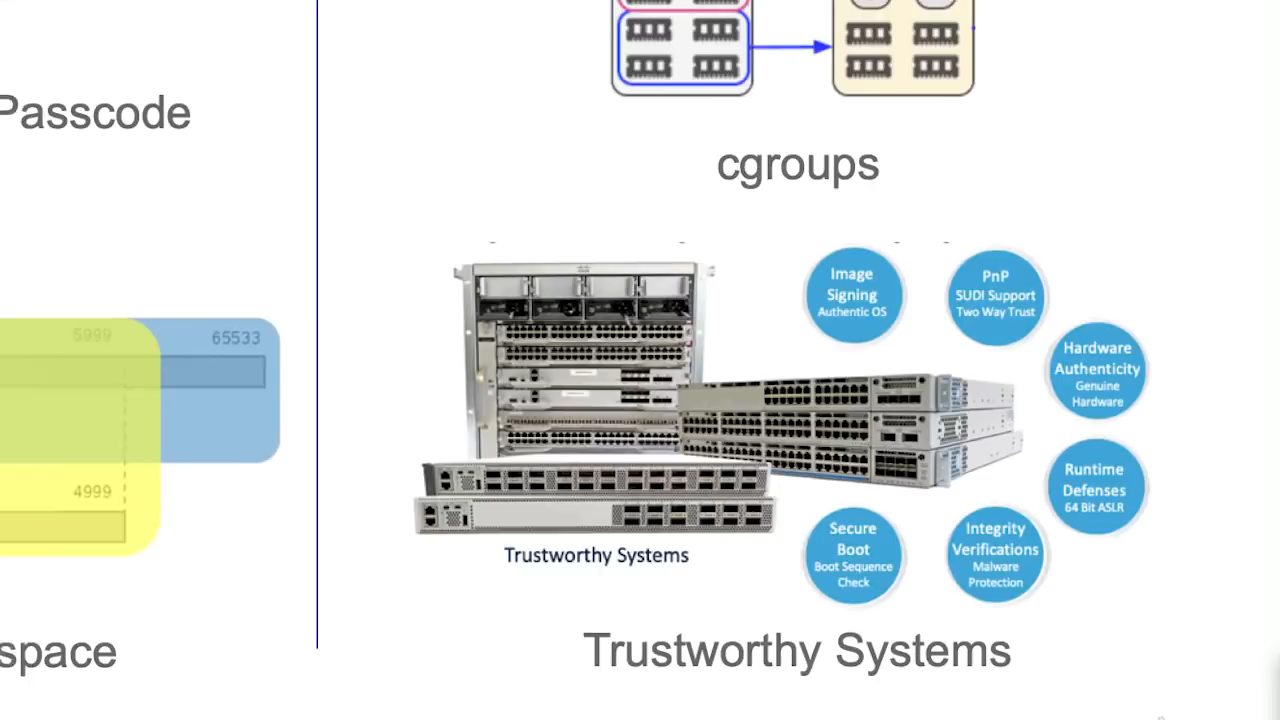 Passcode
cgroups
5999
65533
4999
space
Image
Signing
Authentic OS
PnP
SUDI Support
Two Way Trust
Hardware
Authenticity
Genuine
Hardware
Runtime
Defenses
64 Bit ASLR
Secure
Boot
Boot Sequence
Check
Integrity
Verifications
Malware
Protection
Trustworthy Systems
Trustworthy Systems